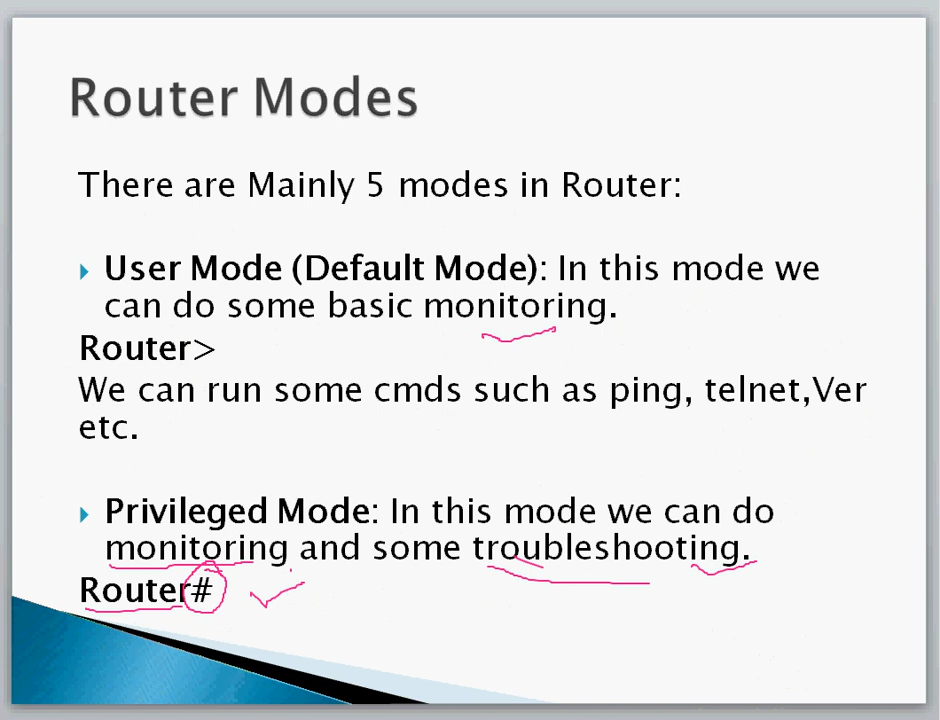 Router Modes
There are Mainly 5 modes in Router:
User Mode (Default Mode): In this mode we
can do some basic monitoring.
Router>
We can run some cmds such as ping, telnet,Ver
etc.
Privileged Mode: In this mode we can do
monitoring and some troubleshooting.
Router#